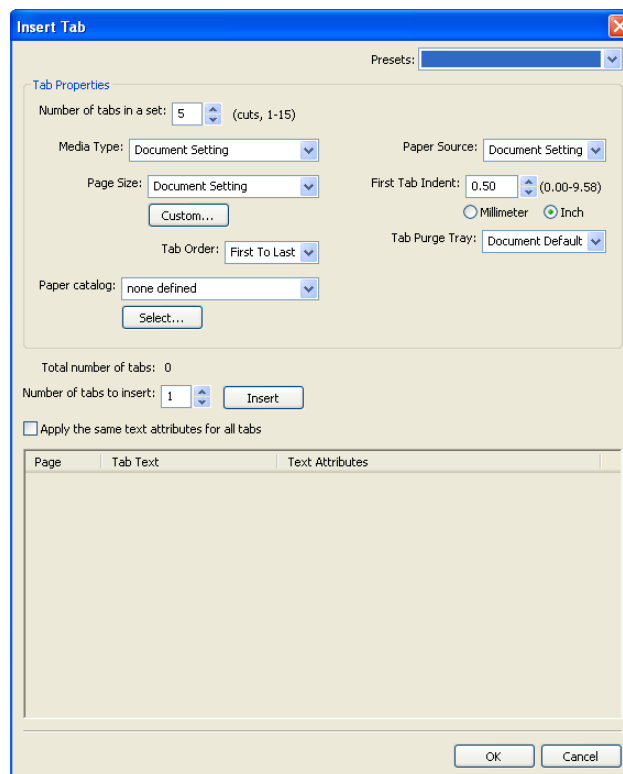 Insert Tab
Presets:
Tab Properties
Number of tabs in a set: 5 (cuts, 1-15)
Media Type: Document Setting Paper Source: Document Setting
Page Size: Document Setting First Tab Indent: 0.50 (0.00-9.58)
Custom... Millimeter Inch
Tab Order: First To Last Tab Purge Tray: Document Default
Paper catalog: none defined
Select...
Total number of tabs: 0
Number of tabs to insert: 1 Insert
Apply the same text attributes for all tabs
Page Tab Text Text Attributes
OK Cancel